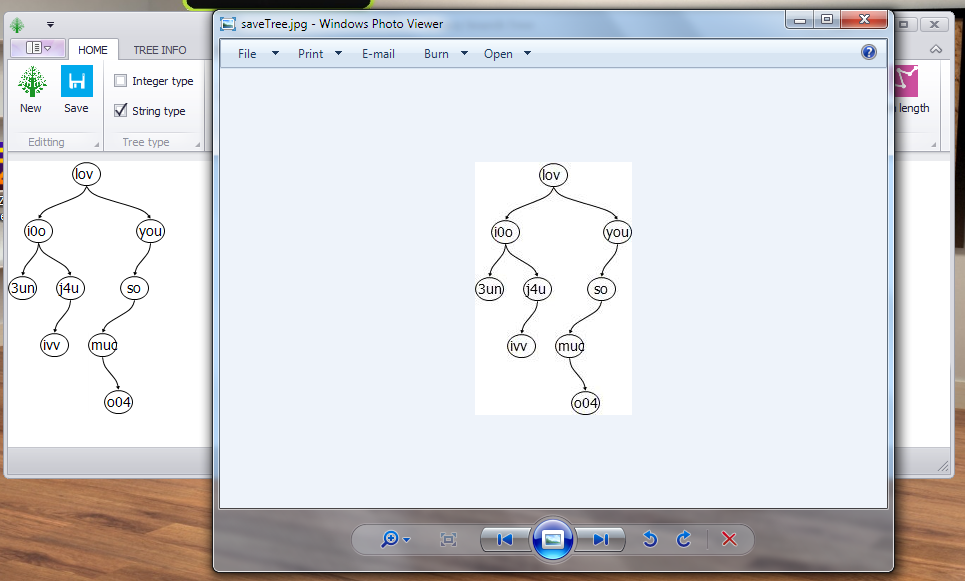 saveTree.jpg - Windows Photo Viewer
File Print E-mail Burn Open
HOME TREE INFO
New Save
Integer type
String type
Editing Tree type
length
lov
i0o you
3un j4u so
ivv muc
o04
lov
i0o you
3un j4u so
ivv muc
o04